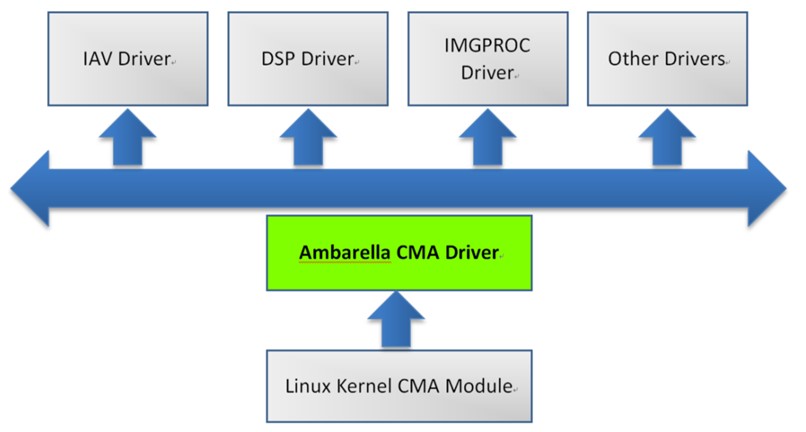 IAV Driver
DSP Driver
IMGPROC
Driver
Other Drivers
Ambarella CMA Driver
Linux Kernel CMA Module